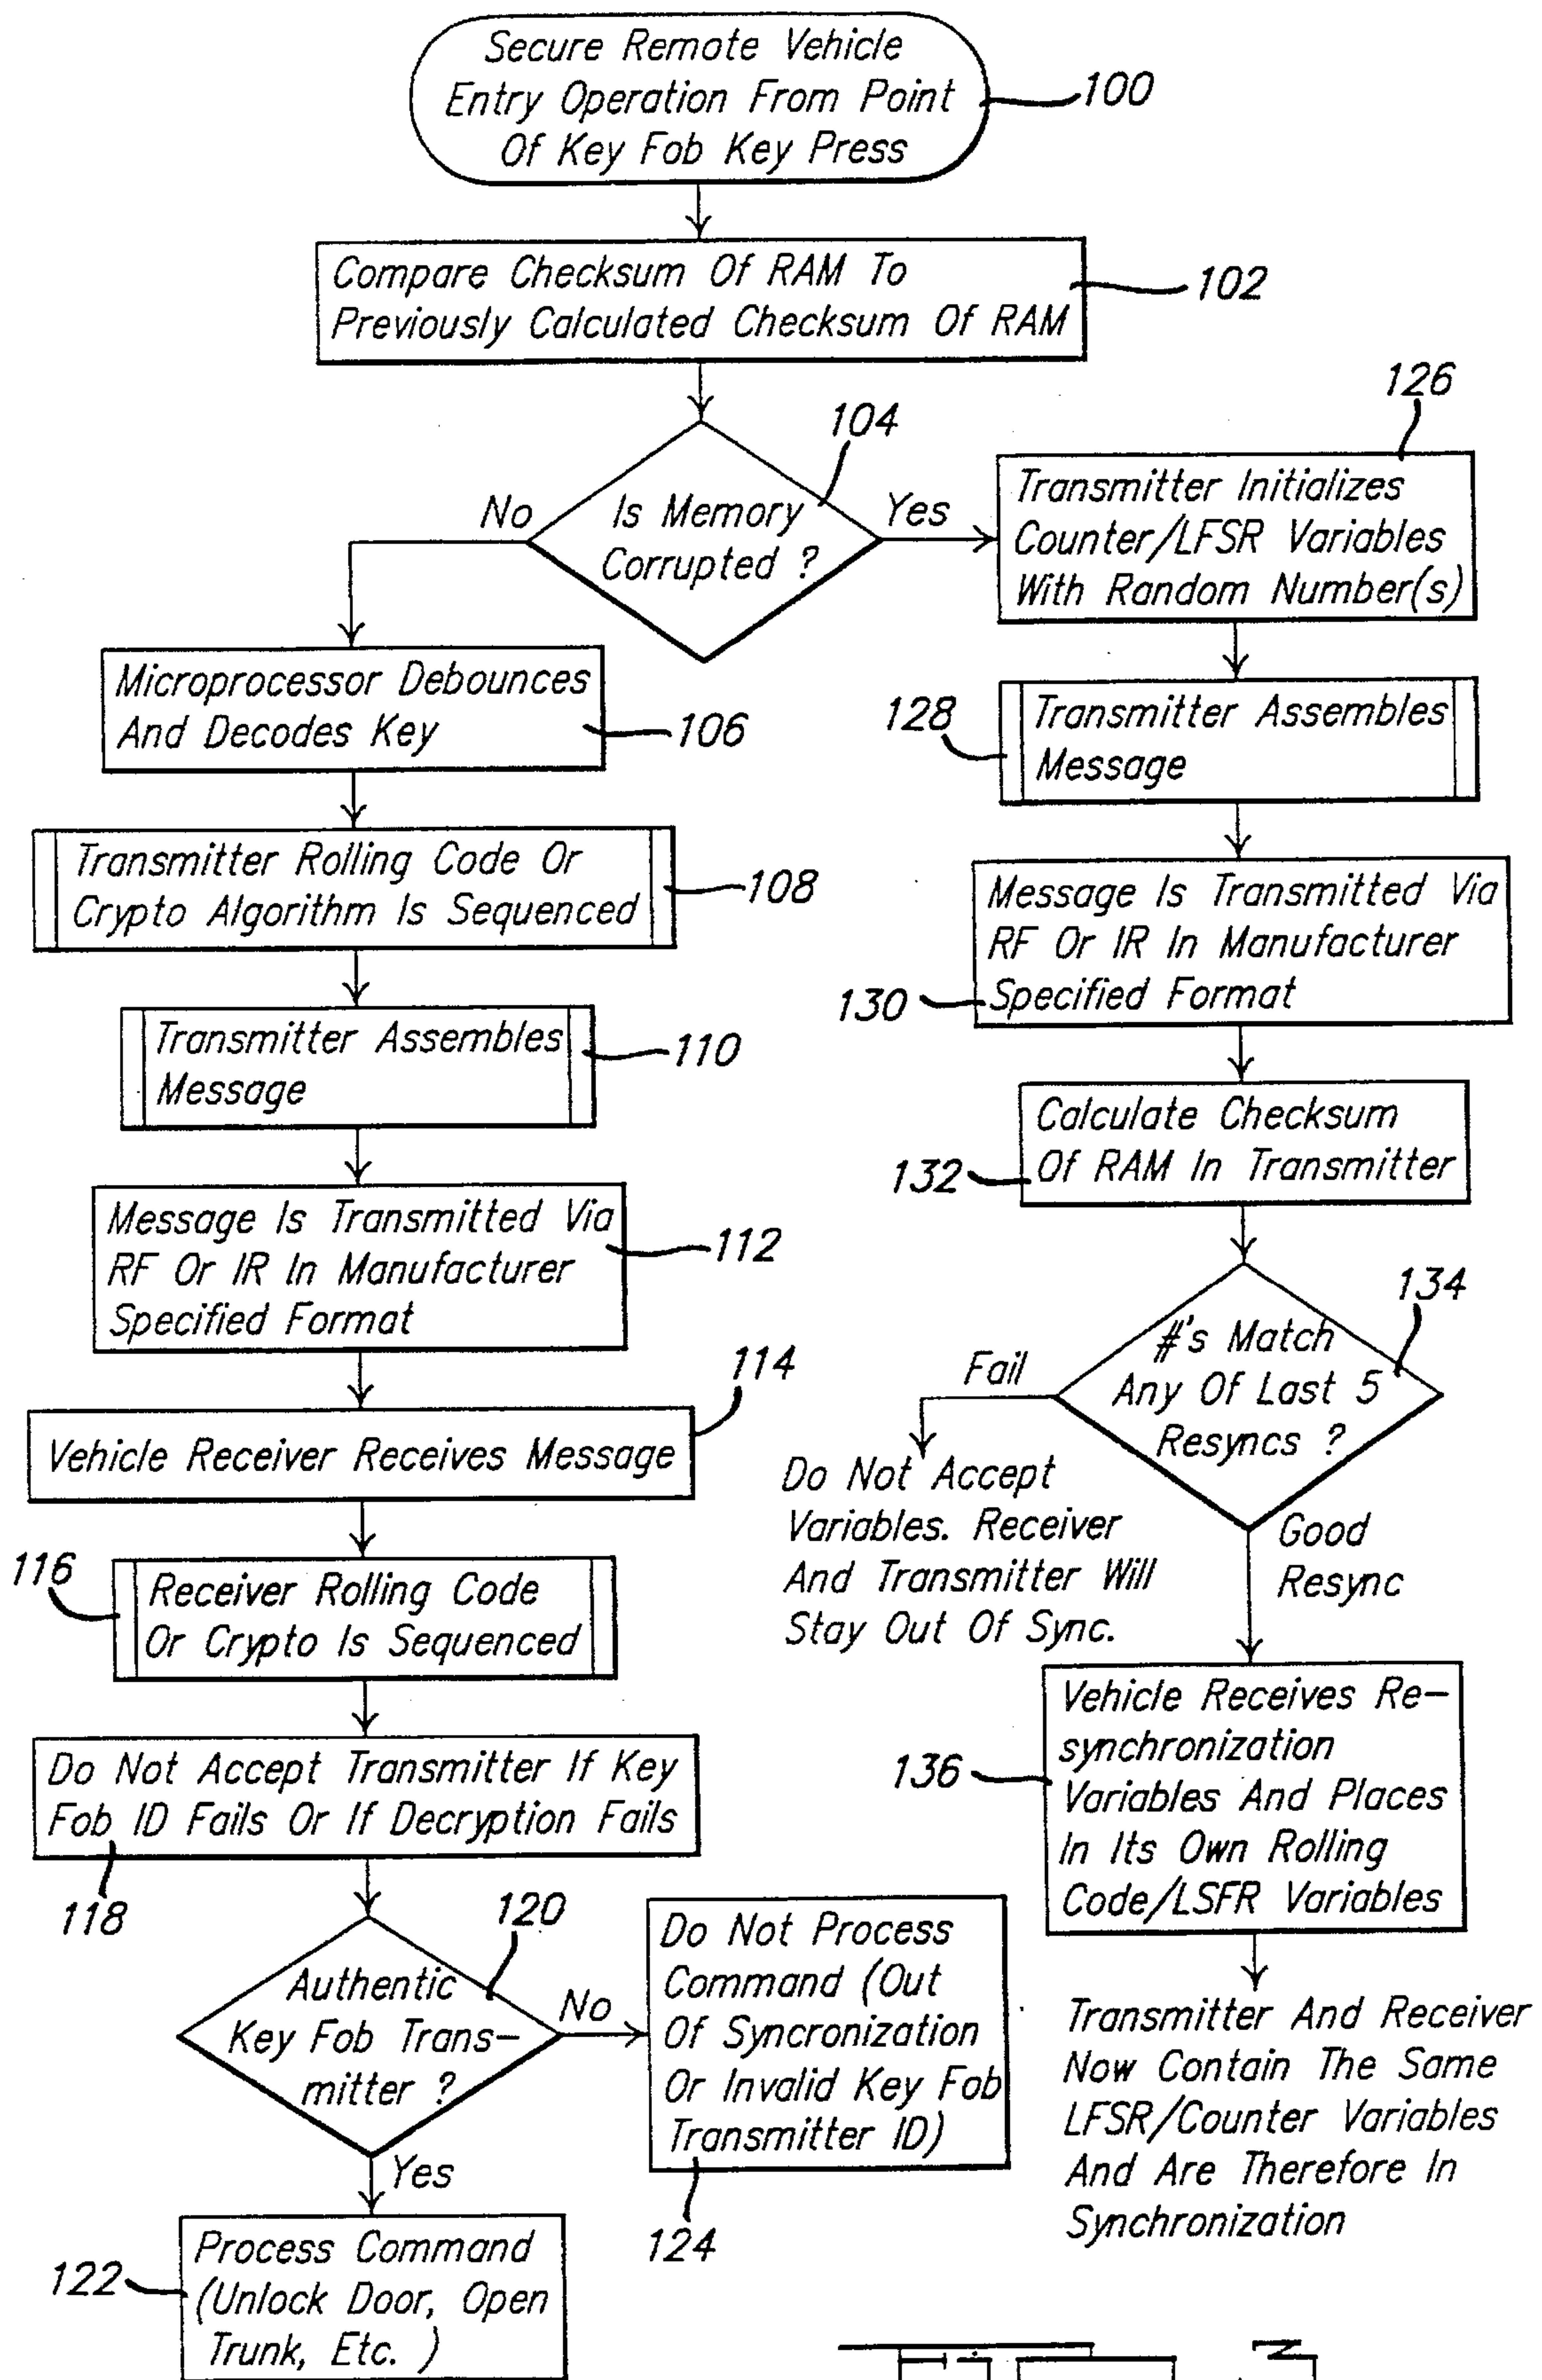 Secure Remote Vehicle
Entry Operation From Point
Of Key Fob Key Press
100
Compare Checksum Of RAM To
Previously Calculated Checksum Of RAM
102
104
Is Memory
Corrupted ?
No
Yes
126
Transmitter Initializes
Counter/LFSR Variables
With Random Number(s)
Microprocessor Debounces
And Decodes Key
106
128
Transmitter Assembles
Message
Transmitter Rolling Code Or
Crypto Algorithm Is Sequenced
108
Message Is Transmitted Via
RF Or IR In Manufacturer
Specified Format
130
Transmitter Assembles
Message
110
Calculate Checksum
Of RAM In Transmitter
132
Message Is Transmitted Via
RF Or IR In Manufacturer
Specified Format
112
134
#'s Match
Any Of Last 5
Resyncs ?
Fail
Do Not Accept
Variables. Receiver
And Transmitter Will
Stay Out Of Sync.
Good
Resync
114
Vehicle Receiver Receives Message
116
Receiver Rolling Code
Or Crypto Is Sequenced
Vehicle Receives Re-
synchronization
Variables And Places
In Its Own Rolling
Code/LSFR Variables
136
Do Not Accept Transmitter If Key
Fob ID Fails Or If Decryption Fails
118
120
Authentic
Key Fob Trans-
mitter ?
No
Do Not Process
Command (Out
Of Syncronization
Or Invalid Key Fob
Transmitter ID)
124
Transmitter And Receiver
Now Contain The Same
LFSR/Counter Variables
And Are Therefore In
Synchronization
Yes
Process Command
(Unlock Door, Open
Trunk, Etc. )
122